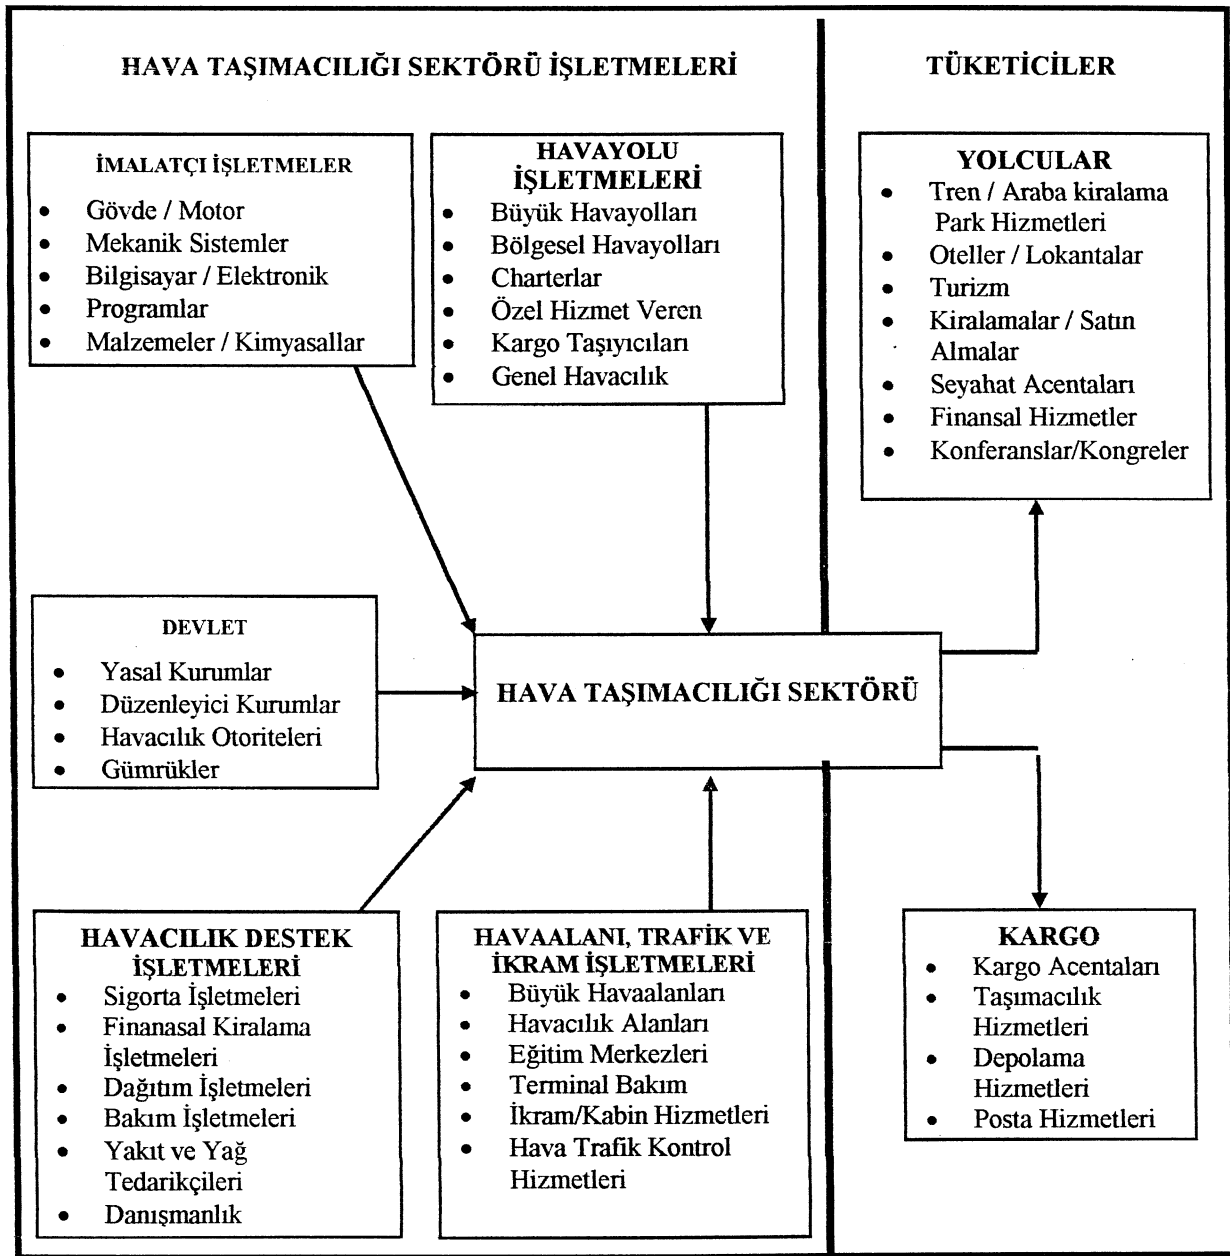 HAVA TAŞIMACILIĞI SEKTÖRÜ İŞLETMELERİ
TÜKETİCİLER
İMALATÇI İŞLETMELER
• Gövde / Motor
• Mekanik Sistemler
• Bilgisayar / Elektronik
• Programlar
• Malzemeler / Kimyasallar
HAVAYOLU
İŞLETMELERİ
• Büyük Havayolları
• Bölgesel Havayolları
• Charterlar
• Özel Hizmet Veren
• Kargo Taşıyıcıları
• Genel Havacılık
YOLCULAR
• Tren / Araba kiralama
Park Hizmetleri
• Oteller / Lokantalar
• Turizm
• Kiralamalar / Satın
Almalar
• Seyahat Acentaları
• Finansal Hizmetler
• Konferanslar/Kongreler
DEVLET
• Yasal Kurumlar
• Düzenleyici Kurumlar
• Havacılık Otoriteleri
• Gümrükler
HAVA TAŞIMACILIĞI SEKTÖRÜ
HAVACILIK DESTEK
İŞLETMELERİ
• Sigorta İşletmeleri
• Finanasal Kiralama
İşletmeleri
• Dağıtım İşletmeleri
• Bakım İşletmeleri
• Yakıt ve Yağ
Tedarikçileri
• Danışmanlık
HAVAALANI, TRAFİK VE
İKRAM İŞLETMELERİ
• Büyük Havaalanları
• Havacılık Alanları
• Eğitim Merkezleri
• Terminal Bakım
• İkram/Kabin Hizmetleri
• Hava Trafik Kontrol
Hizmetleri
KARGO
• Kargo Acentaları
• Taşımacılık
Hizmetleri
• Depolama
Hizmetleri
• Posta Hizmetleri